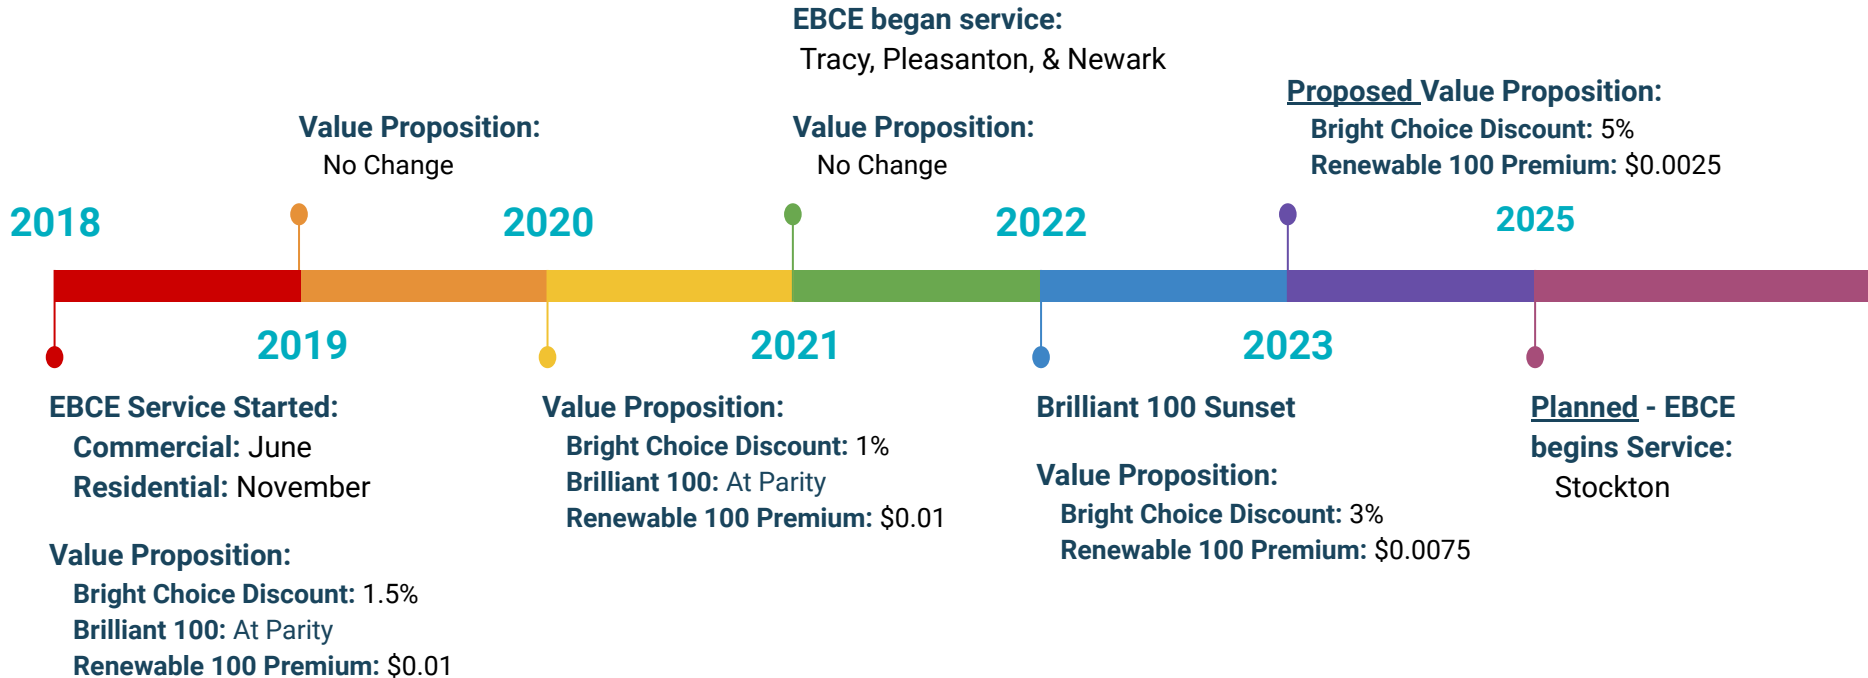 EBCE began service:
Tracy, Pleasanton, & Newark
Value Proposition:
No Change
Value Proposition:
No Change
Proposed Value Proposition:
Bright Choice Discount: 5%
Renewable 100 Premium: $0.0025
2018
2020
2022
2025
2019
2021
2023
EBCE Service Started:
Commercial: June
Residential: November
Value Proposition:
Bright Choice Discount: 1.5%
Brilliant 100: At Parity
Renewable 100 Premium: $0.01
Value Proposition:
Bright Choice Discount: 1%
Brilliant 100: At Parity
Renewable 100 Premium: $0.01
Brilliant 100 Sunset
Value Proposition:
Bright Choice Discount: 3%
Renewable 100 Premium: $0.0075
Planned - EBCE
begins Service:
Stockton